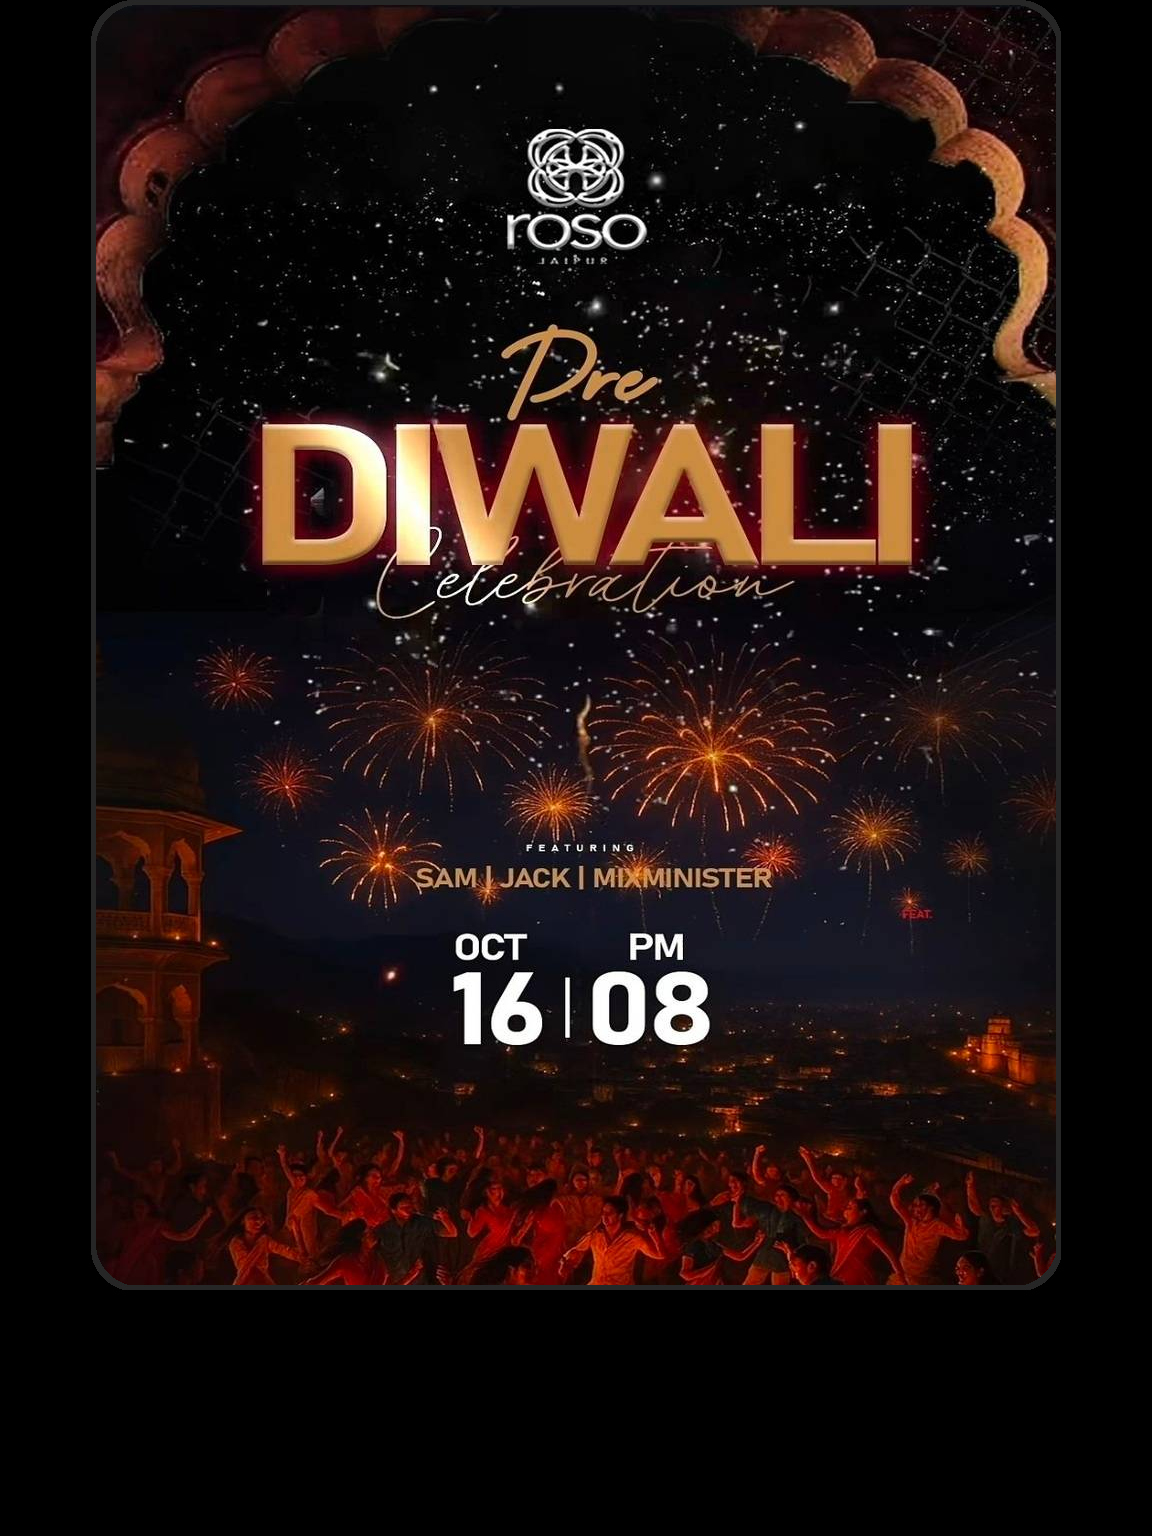 roso
JAIPUR
Pre
DIWALI
Celebration
FEATURING
SAM | JACK | MIXMINISTER
FEAT.
OCT PM
16 | 08